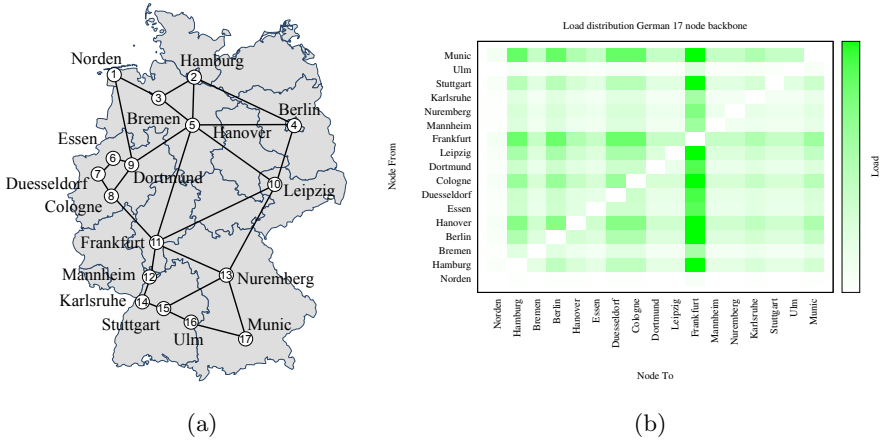 Norden
1
Hamburg
2
3
Bremen
5
Hanover
Berlin
4
Essen
6
7
9
Duesseldorf
Dortmund
8
Cologne
10
Leipzig
Frankfurt
11
Mannheim
12
13
Nuremberg
Karlsruhe
14
15
Stuttgart
16
Ulm
Munic
17
(a)
Load distribution German 17 node backbone
Node From
Munic
Ulm
Stuttgart
Karlsruhe
Nuremberg
Mannheim
Frankfurt
Leipzig
Dortmund
Cologne
Duesseldorf
Essen
Hanover
Berlin
Bremen
Hamburg
Norden
Norden
Hamburg
Bremen
Berlin
Hanover
Essen
Duesseldorf
Cologne
Dortmund
Leipzig
Frankfurt
Mannheim
Nuremberg
Karlsruhe
Stuttgart
Ulm
Munic
Node To
Load
(b)